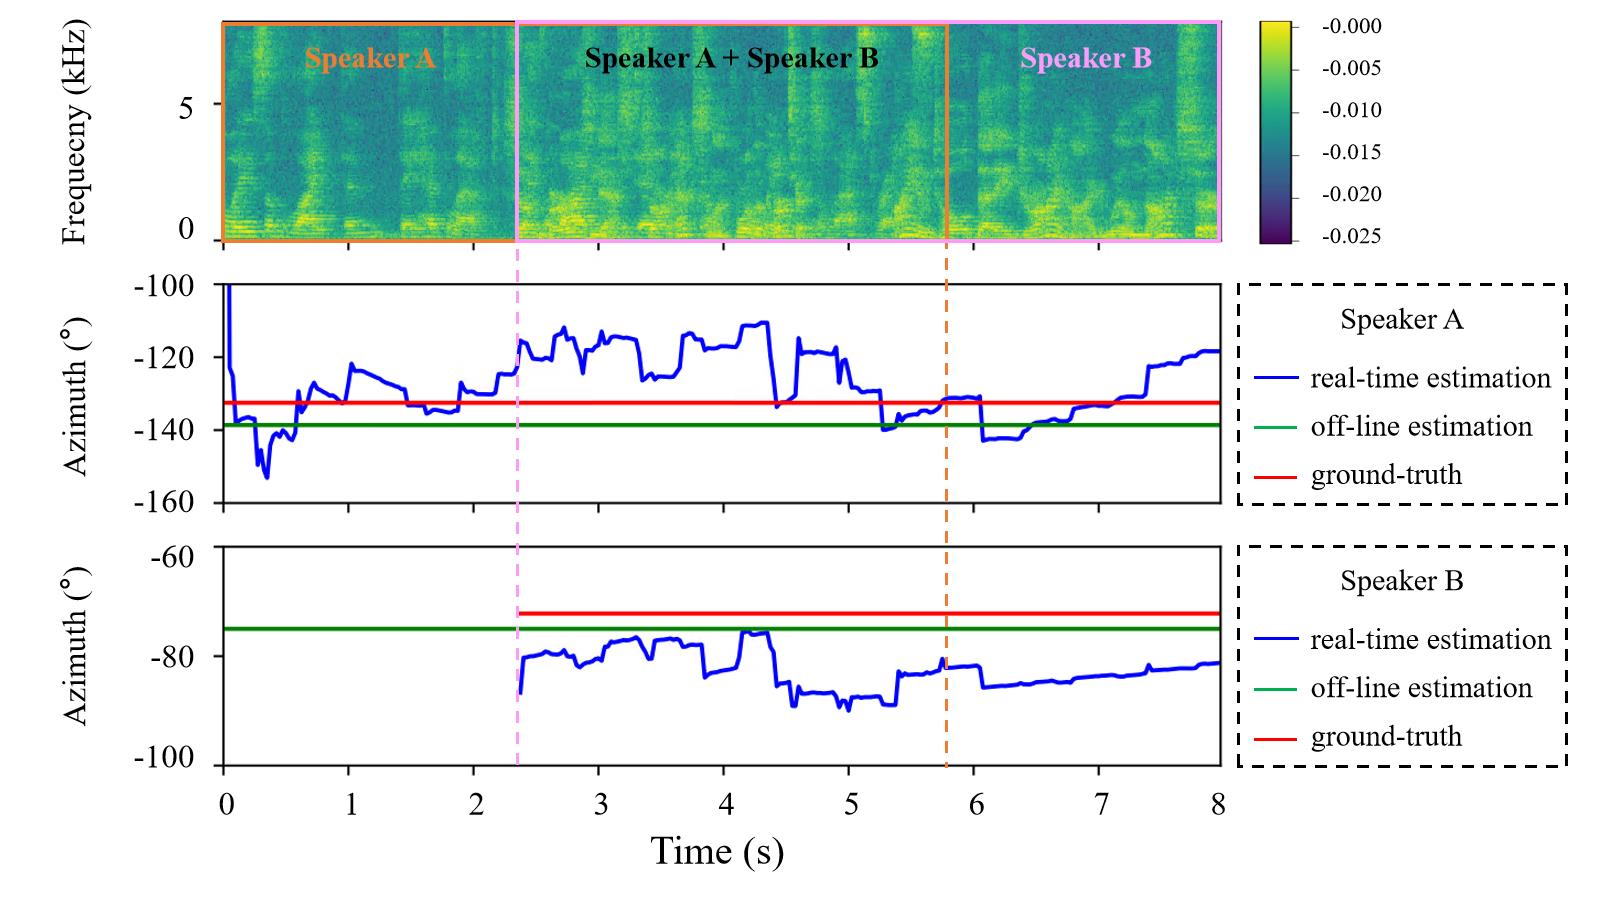 Frequecny (kHz)
5
0
Speaker A
Speaker A + Speaker B
Speaker B
-0.000
-0.005
-0.010
-0.015
-0.020
-0.025
Azimuth (°)
-100
-120
-140
-160
Speaker A
real-time estimation
off-line estimation
ground-truth
Azimuth (°)
-60
-80
-100
Speaker B
real-time estimation
off-line estimation
ground-truth
0 1 2 3 4 5 6 7 8
Time (s)